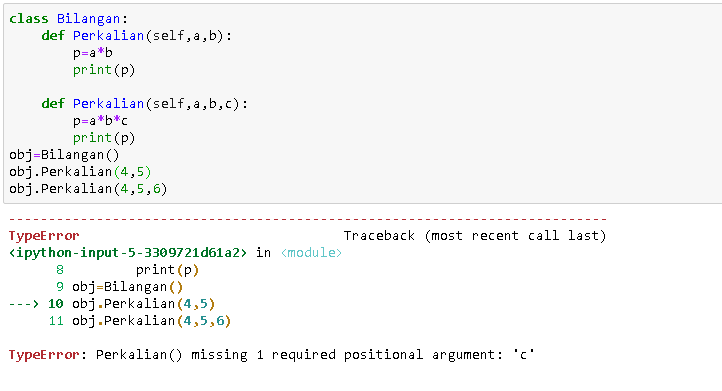 class Bilangan:
    def Perkalian(self,a,b):
        p=a*b
        print(p)

    def Perkalian(self,a,b,c):
        p=a*b*c
        print(p)
obj=Bilangan()
obj.Perkalian(4,5)
obj.Perkalian(4,5,6)
---------------------------------------------------------------------------
TypeError                                 Traceback (most recent call last)
<ipython-input-5-3309721d61a2> in <module>
      8         print(p)
      9 obj=Bilangan()
---> 10 obj.Perkalian(4,5)
     11 obj.Perkalian(4,5,6)

TypeError: Perkalian() missing 1 required positional argument: 'c'